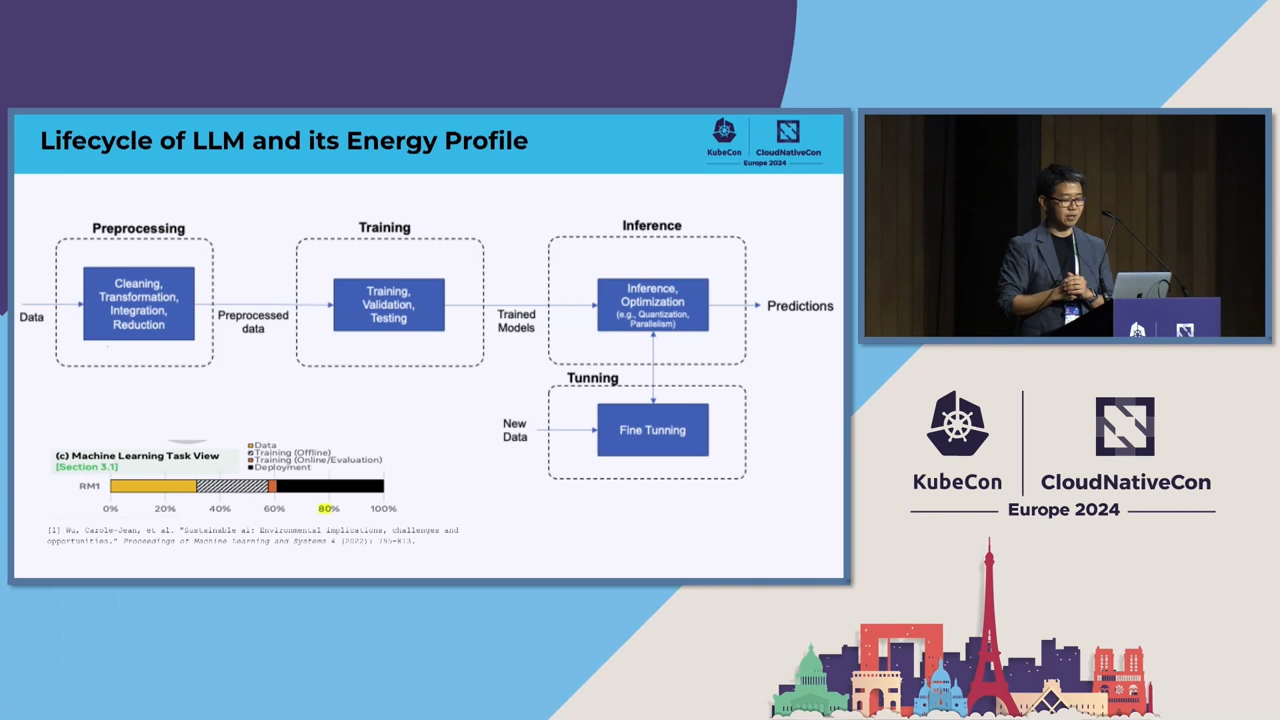 Lifecycle of LLM and its Energy Profile
KubeCon
CloudNativeCon
Europe 2024
Preprocessing
Training
Inference
Cleaning,
Transformation,
Integration,
Reduction
Training,
Validation,
Testing
Inference,
Optimization
(e.g., Quantization,
Parallelism)
Data
Preprocessed
data
Trained
Models
Predictions
Tunning
New
Data
Fine Tunning
(c) Machine Learning Task View
[Section 3.1]
Data
Training (Offline)
Training (Online/Evaluation)
Deployment
RM1
0% 20% 40% 60% 80% 100%
[1] Wu, Carole-Jean, et al. "Sustainable ai: Environmental implications, challenges and
opportunities." Proceedings of Machine Learning and Systems 4 (2022): 795-813.
KubeCon
CloudNativeCon
Europe 2024